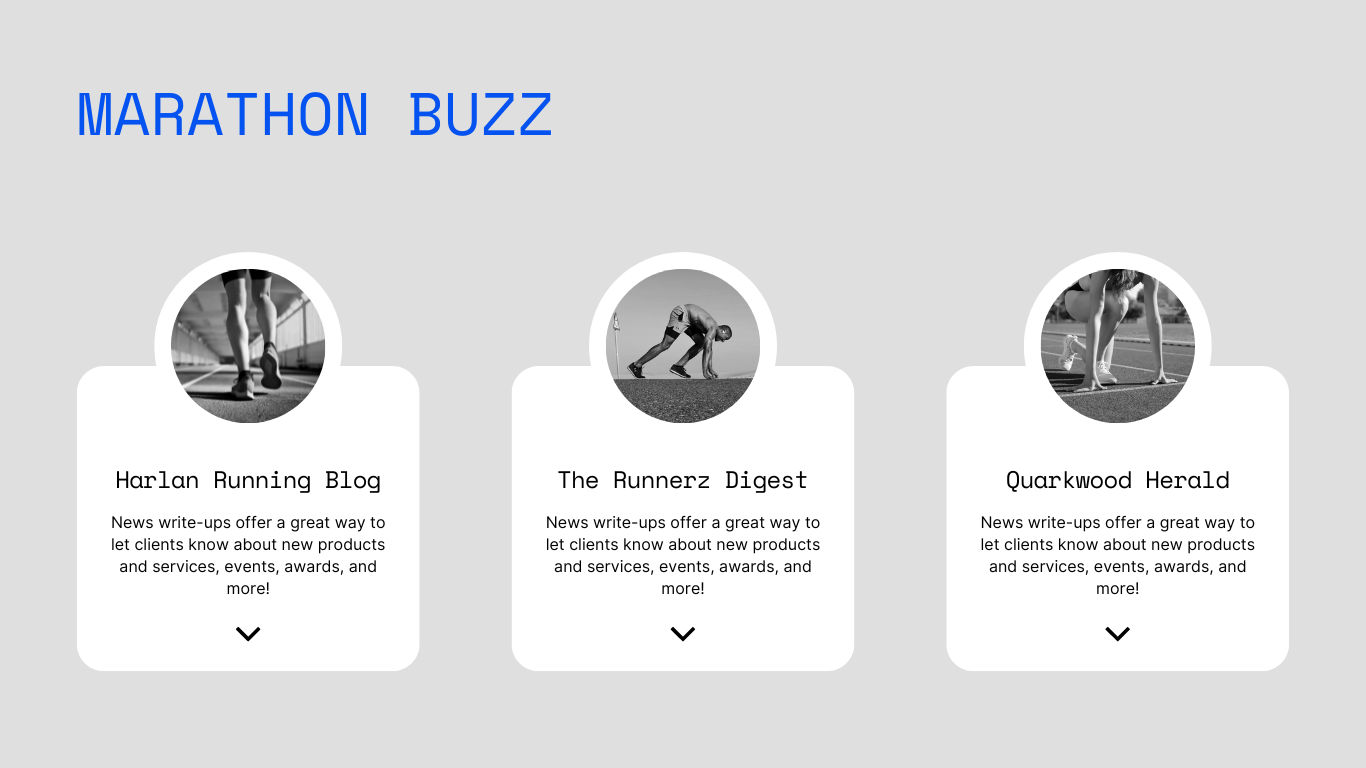 MARATHON BUZZ
Harlan Running Blog
News write-ups offer a great way to
let clients know about new products
and services, events, awards, and
more!
The Runnerz Digest
News write-ups offer a great way to
let clients know about new products
and services, events, awards, and
more!
Quarkwood Herald
News write-ups offer a great way to
let clients know about new products
and services, events, awards, and
more!